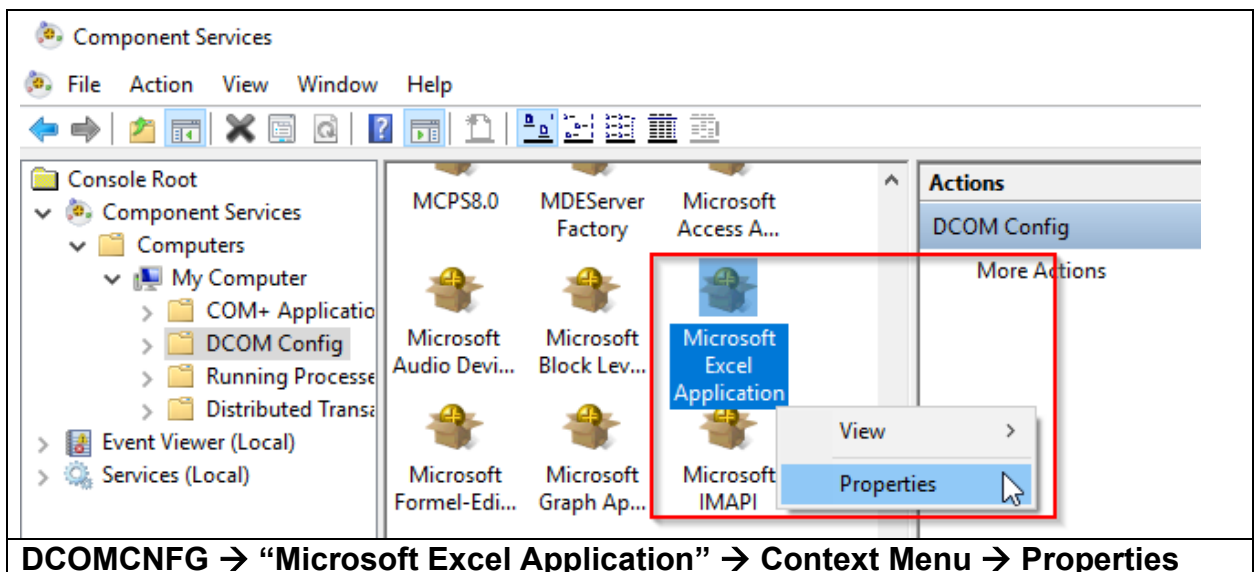 Component Services
File Action View Window Help
Console Root
Component Services
Computers
My Computer
COM+ Applicatio
DCOM Config
Running Processe
Distributed Transa
Event Viewer (Local)
Services (Local)
MCPS8.0 MDEServer Microsoft
Factory Access A...
Microsoft Microsoft Microsoft
Audio Devi... Block Lev... Excel
Application
Microsoft Microsoft Microsoft
Formel-Edi... Graph Ap... IMAPI
View >
Properties
Actions
DCOM Config
More Actions
DCOMCNFG → “Microsoft Excel Application” → Context Menu → Properties